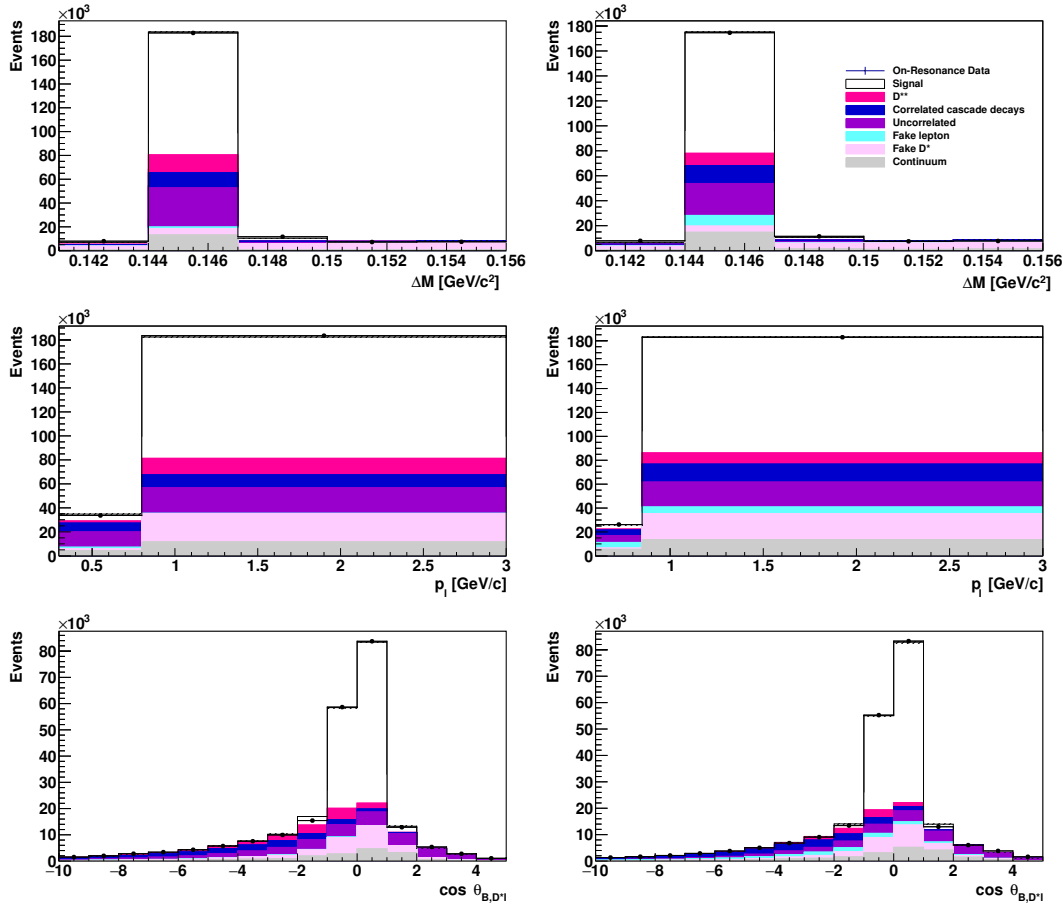 ×10³
Events
180
160
140
120
100
80
60
40
20
0
0.142 0.144 0.146 0.148 0.15 0.152 0.154 0.156
ΔM [GeV/c²]
×10³
Events
180
160
140
120
100
80
60
40
20
0
0.142 0.144 0.146 0.148 0.15 0.152 0.154 0.156
ΔM [GeV/c²]
On-Resonance Data
Signal
D**
Correlated cascade decays
Uncorrelated
Fake lepton
Fake D*
Continuum
×10³
Events
180
160
140
120
100
80
60
40
20
0
0.5 1 1.5 2 2.5 3
p_l [GeV/c]
×10³
Events
180
160
140
120
100
80
60
40
20
0
1 1.5 2 2.5 3
p_l [GeV/c]
×10³
Events
80
70
60
50
40
30
20
10
0
−10 −8 −6 −4 −2 0 2 4
cos θ_B,D*l
×10³
Events
80
70
60
50
40
30
20
10
0
−10 −8 −6 −4 −2 0 2 4
cos θ_B,D*l